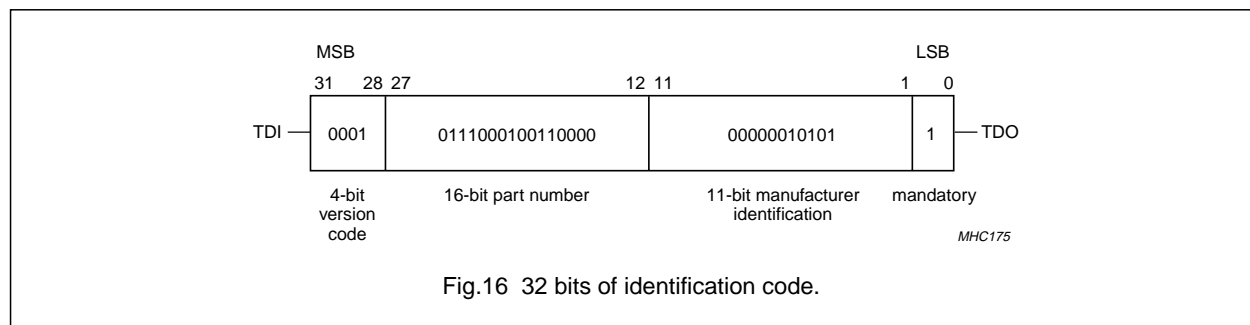 MSB LSB
31 28 27 12 11 1 0
TDI 0001 0111000100110000 00000010101 1 TDO
4-bit version code 16-bit part number 11-bit manufacturer identification mandatory
MHC175
Fig.16 32 bits of identification code.